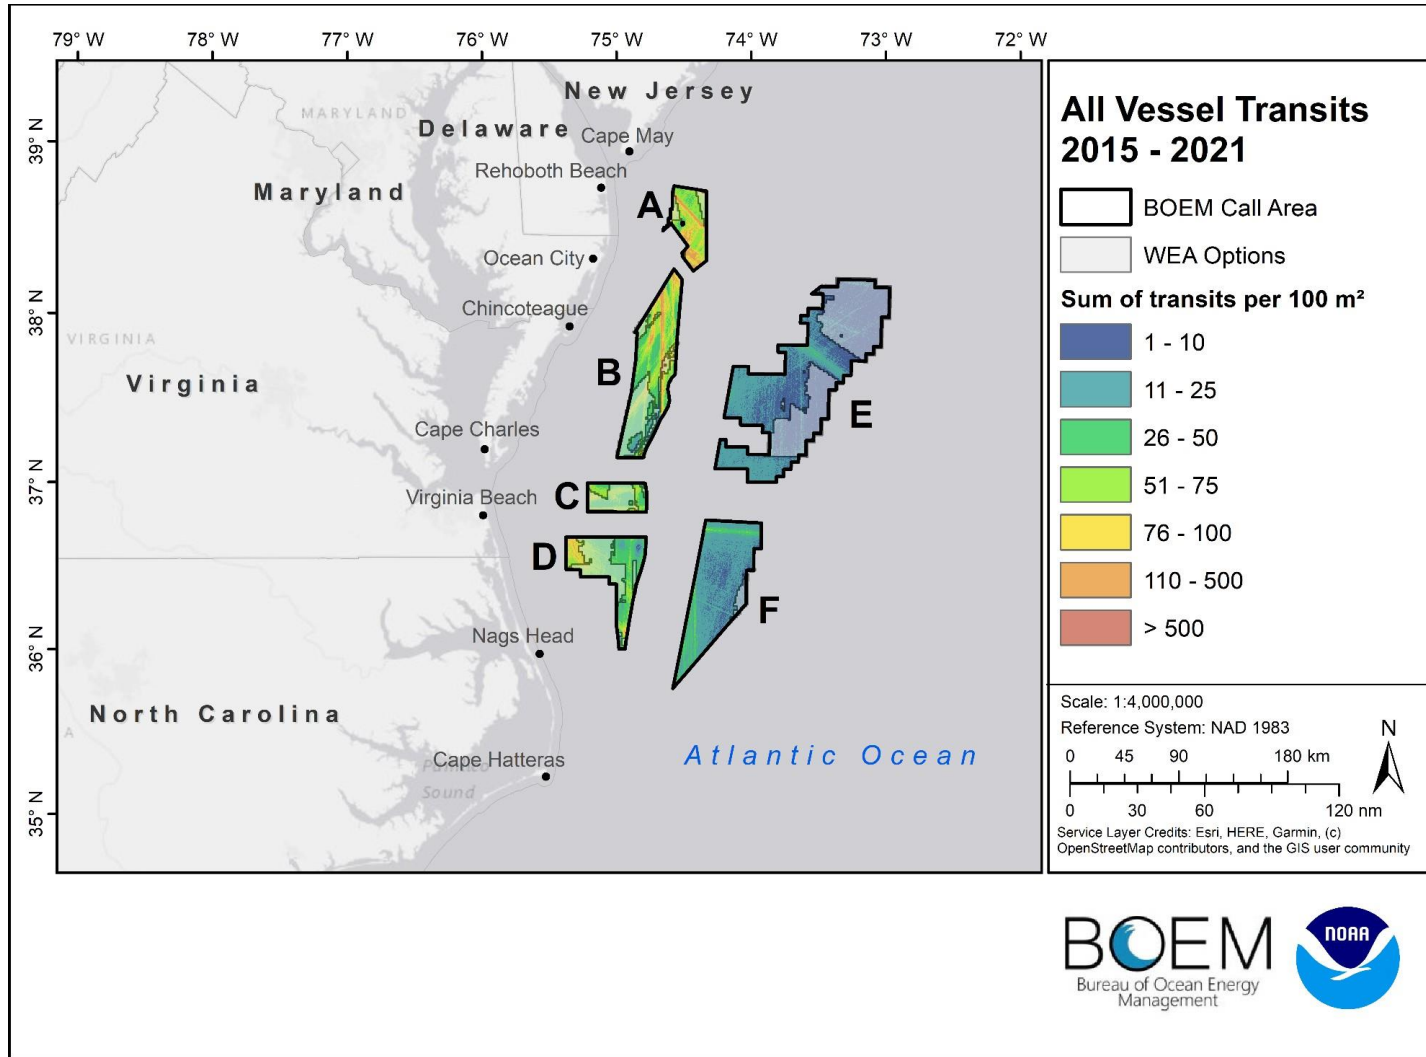 79° W 78° W 77° W 76° W 75° W 74° W 73° W 72° W
39° N
38° N
37° N
36° N
35° N
New Jersey
MARYLAND
Delaware
Cape May
Rehoboth Beach
Maryland
A
Ocean City
Chincoteague
VIRGINIA
Virginia
B
E
Cape Charles
Virginia Beach
C
D
F
Nags Head
North Carolina
A
Cape Hatteras
Sound
Atlantic Ocean
All Vessel Transits
2015 - 2021
BOEM Call Area
WEA Options
Sum of transits per 100 m²
1 - 10
11 - 25
26 - 50
51 - 75
76 - 100
110 - 500
> 500
Scale: 1:4,000,000
Reference System: NAD 1983
N
0 45 90 180 km
0 30 60 120 nm
Service Layer Credits: Esri, HERE, Garmin, (c)
OpenStreetMap contributors, and the GIS user community
BOEM
Bureau of Ocean Energy
Management
NOAA